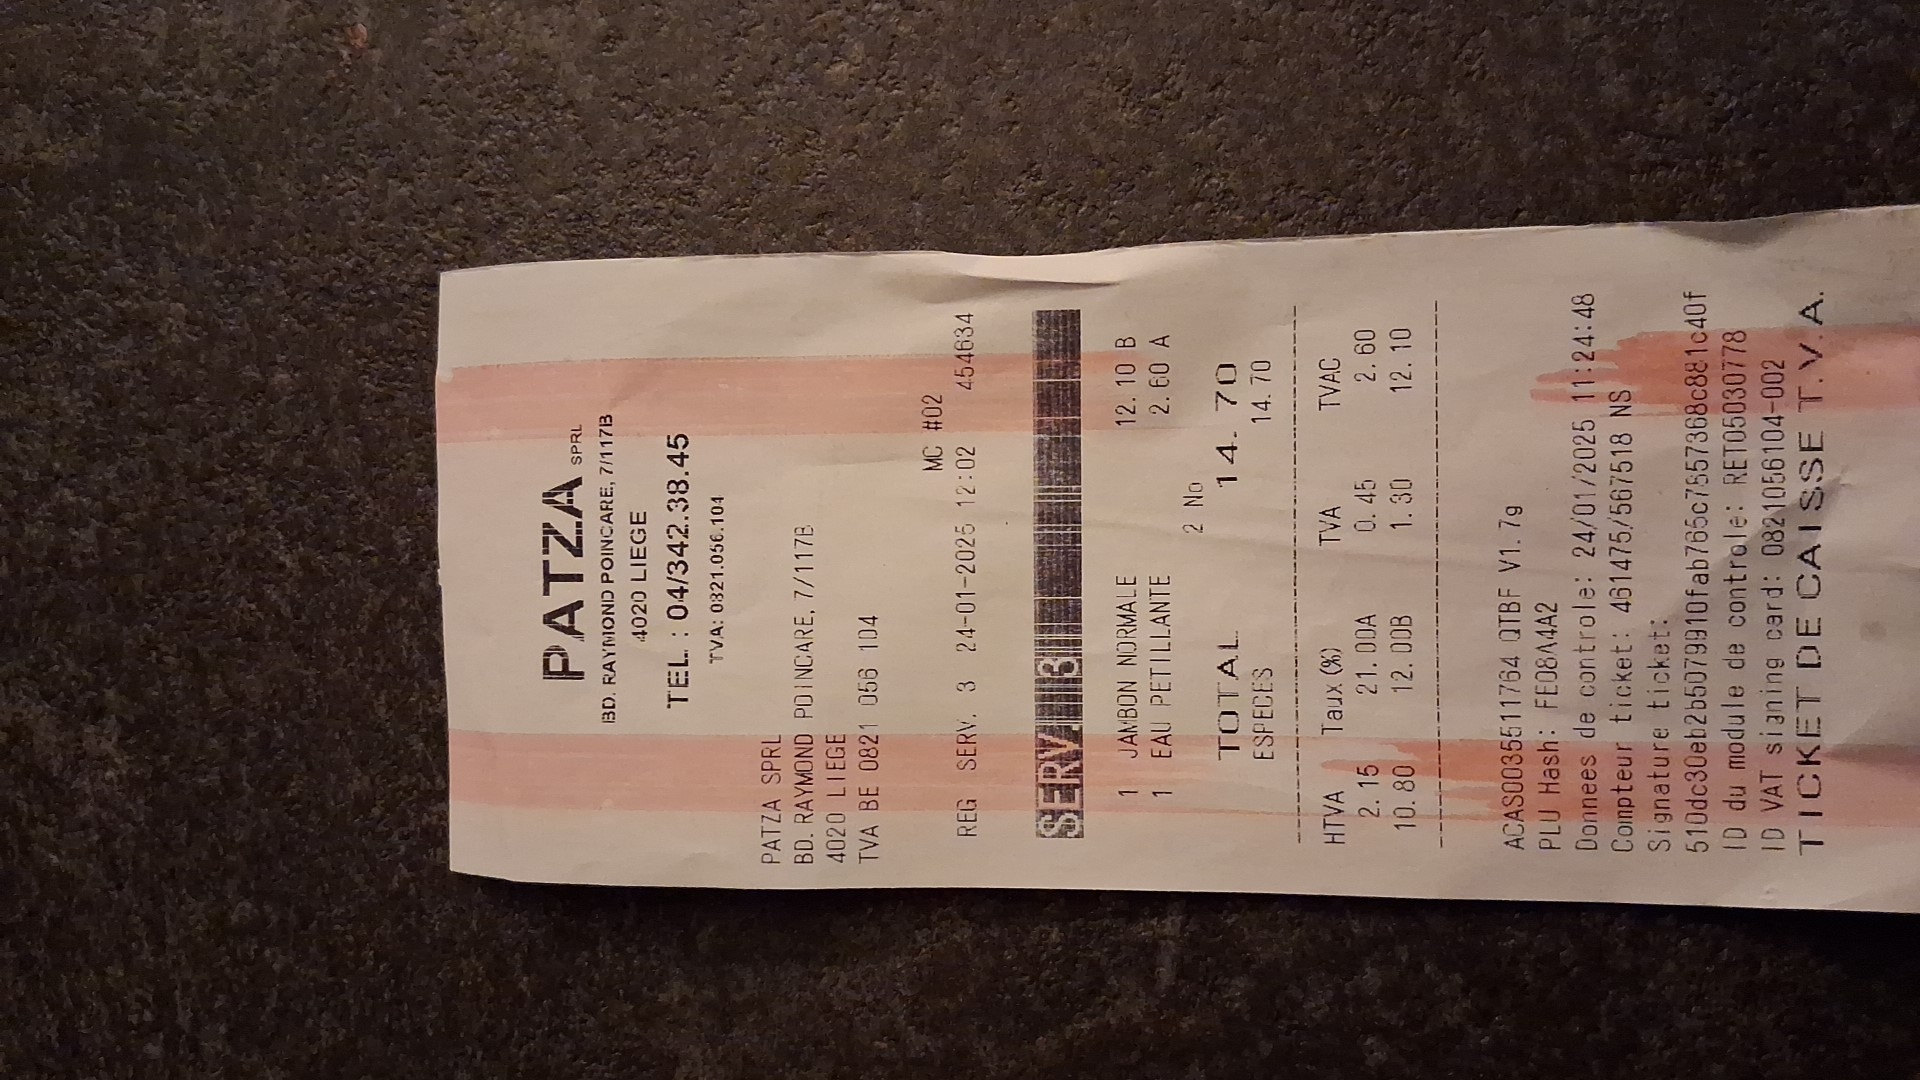 PATZA SPRL
BD. RAYMOND POINCARE, 7/117B
4020 LIEGE
TEL. : 04/342.38.45
TVA: 0821.056.104
PATZA SPRL
BD. RAYMOND POINCARE, 7/117B
4020 LIEGE
TVA BE 0821 056 104
MC #02
REG SERV. 3 24-01-2025 12:02 454634
SERV. 3
1 JAMBON NORMALE 12.10 B
1 EAU PETILLANTE 2.60 A
2 No
TOTAL 14.70
ESPECES 14.70
HTVA Taux(%) TVA TVAC
2.15 21.00A 0.45 2.60
10.80 12.00B 1.30 12.10
ACAS0035511764 QTBF V1.7g
PLU Hash: FE08A4A2
Donnees de controle: 24/01/2025 11:24:48
Compteur ticket: 461475/567518 NS
Signature ticket:
510dc30eb2b5079910fab765c7557368c881c40f
ID du module de controle: RET05030778
ID VAT signing card: 0821056104-002
TICKET DE CAISSE T.V.A.